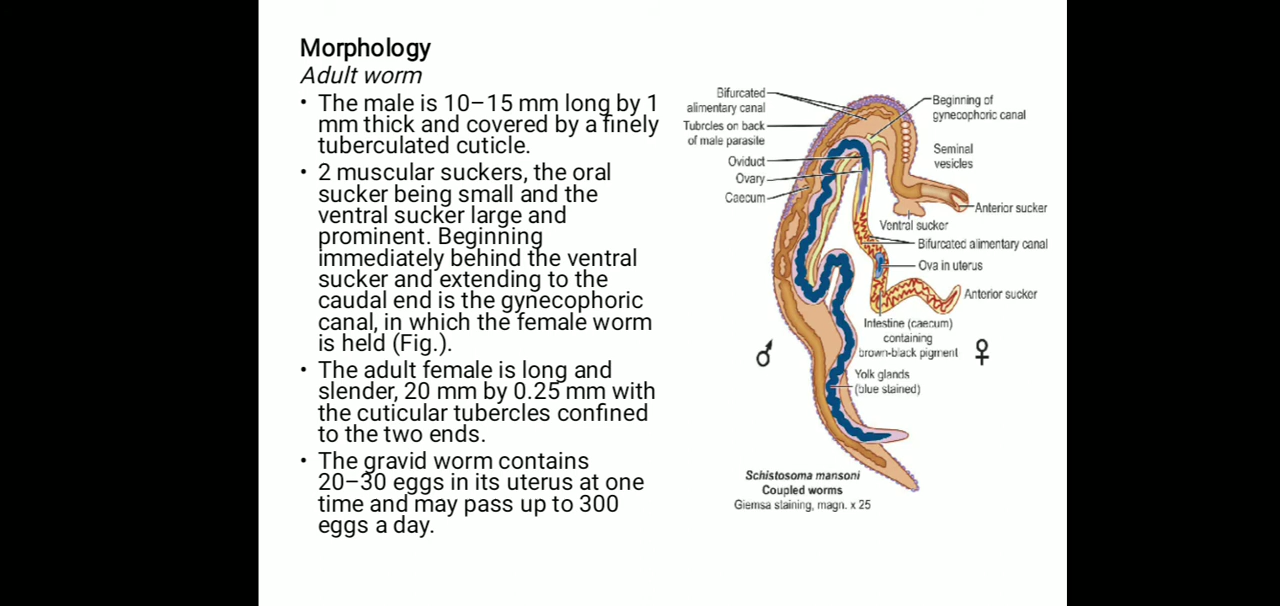 Morphology
Adult worm
• The male is 10–15 mm long by 1
mm thick and covered by a finely
tuberculated cuticle.
• 2 muscular suckers, the oral
sucker being small and the
ventral sucker large and
prominent. Beginning
immediately behind the ventral
sucker and extending to the
caudal end is the gynecophoric
canal, in which the female worm
is held (Fig.).
• The adult female is long and
slender, 20 mm by 0.25 mm with
the cuticular tubercles confined
to the two ends.
• The gravid worm contains
20–30 eggs in its uterus at one
time and may pass up to 300
eggs a day.
Bifurcated
alimentary canal
Tubrcles on back
of male parasite
Oviduct
Ovary
Caecum
Beginning of
gynecophoric canal
Seminal
vesicles
Anterior sucker
Ventral sucker
Bifurcated alimentary canal
Ova in uterus
Anterior sucker
Intestine (caecum)
containing
brown-black pigment
♂
♀
Yolk glands
(blue stained)
Schistosoma mansoni
Coupled worms
Giemsa staining, magn. x 25